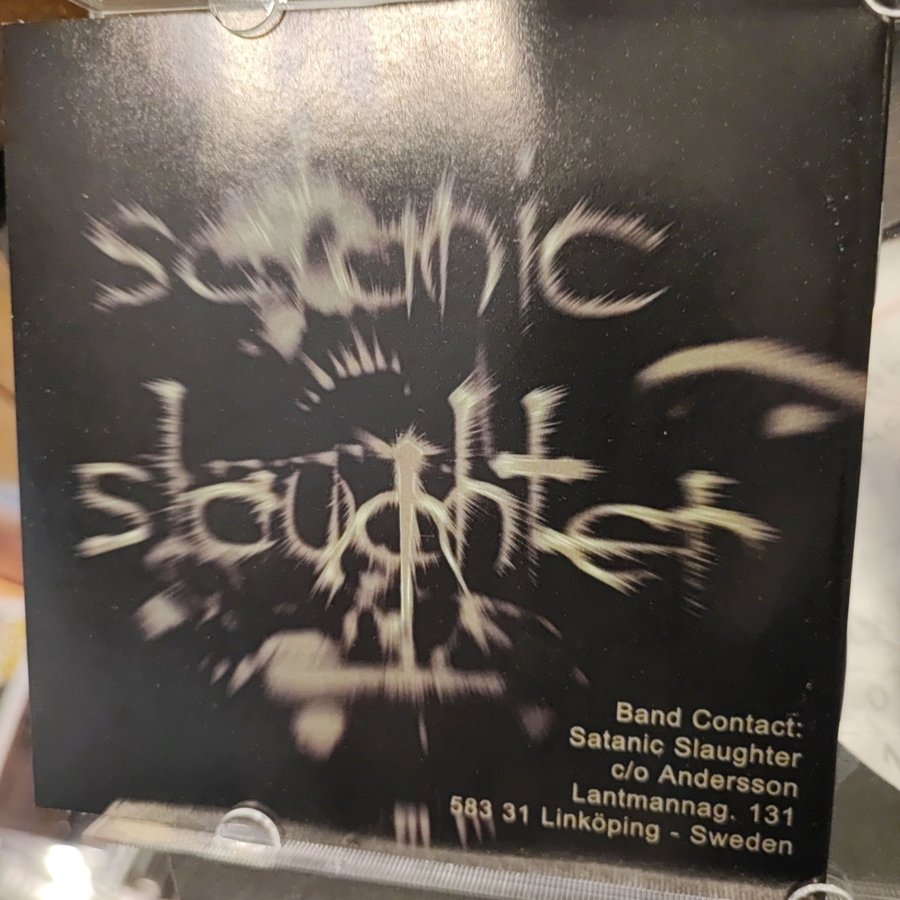 satanic
slaughter
Band Contact:
Satanic Slaughter
c/o Andersson
Lantmannag. 131
583 31 Linköping - Sweden